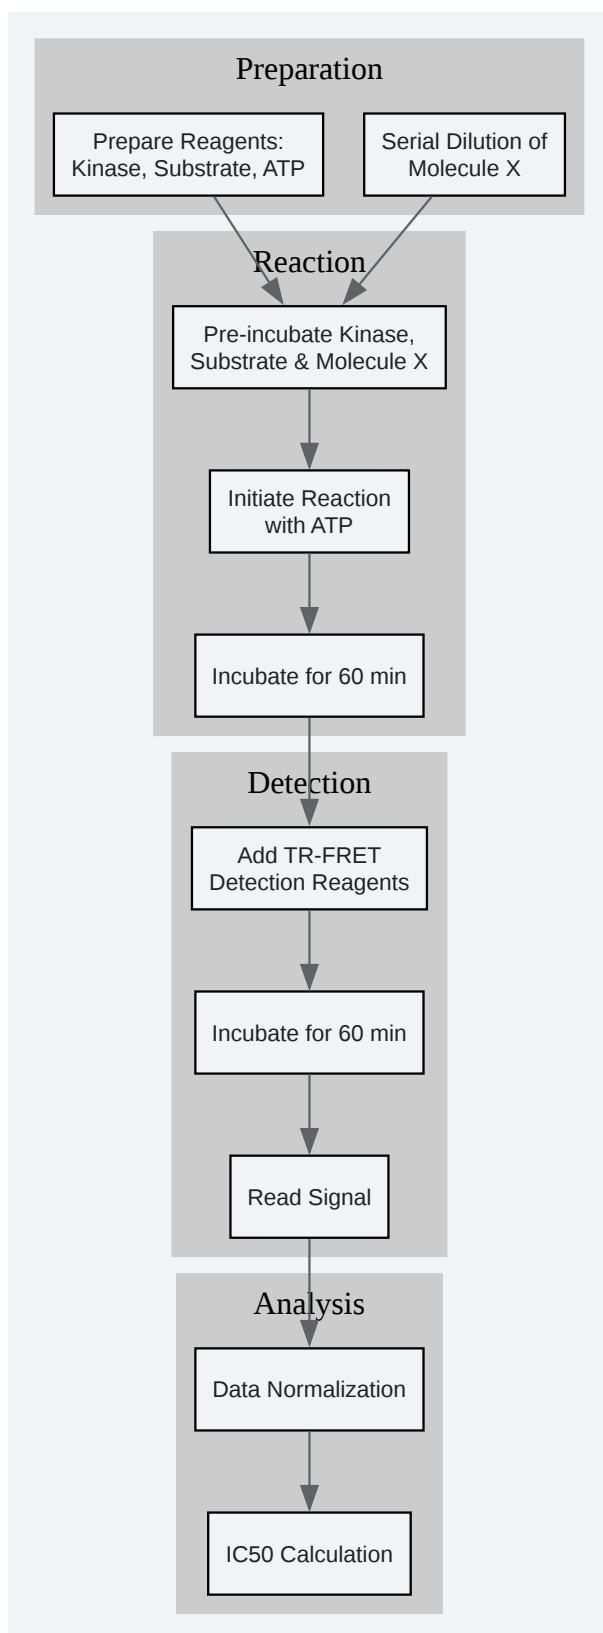 Preparation
Prepare Reagents:
Kinase, Substrate, ATP
Serial Dilution of
Molecule X
Reaction
Pre-incubate Kinase,
Substrate & Molecule X
Initiate Reaction
with ATP
Incubate for 60 min
Detection
Add TR-FRET
Detection Reagents
Incubate for 60 min
Read Signal
Analysis
Data Normalization
IC50 Calculation